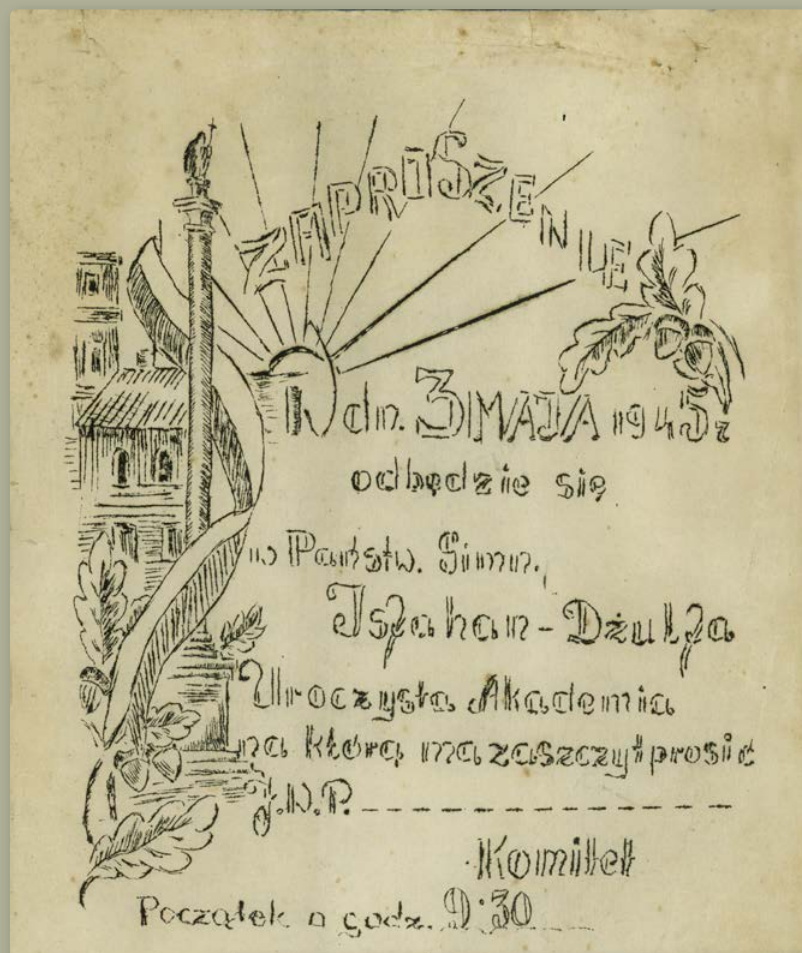 ZAPROSZENIE
W dn. 3 MAJA 1945 r
odbędzie się
w Państw. Gimn.,
Isfahan - Dżulfa
Uroczysta Akademia
na którą ma zaszczyt prosić
J.W.P. _ _ _ _ _ _ _ _ _ _ _ _
Komitet
Początek o godz. 9:30